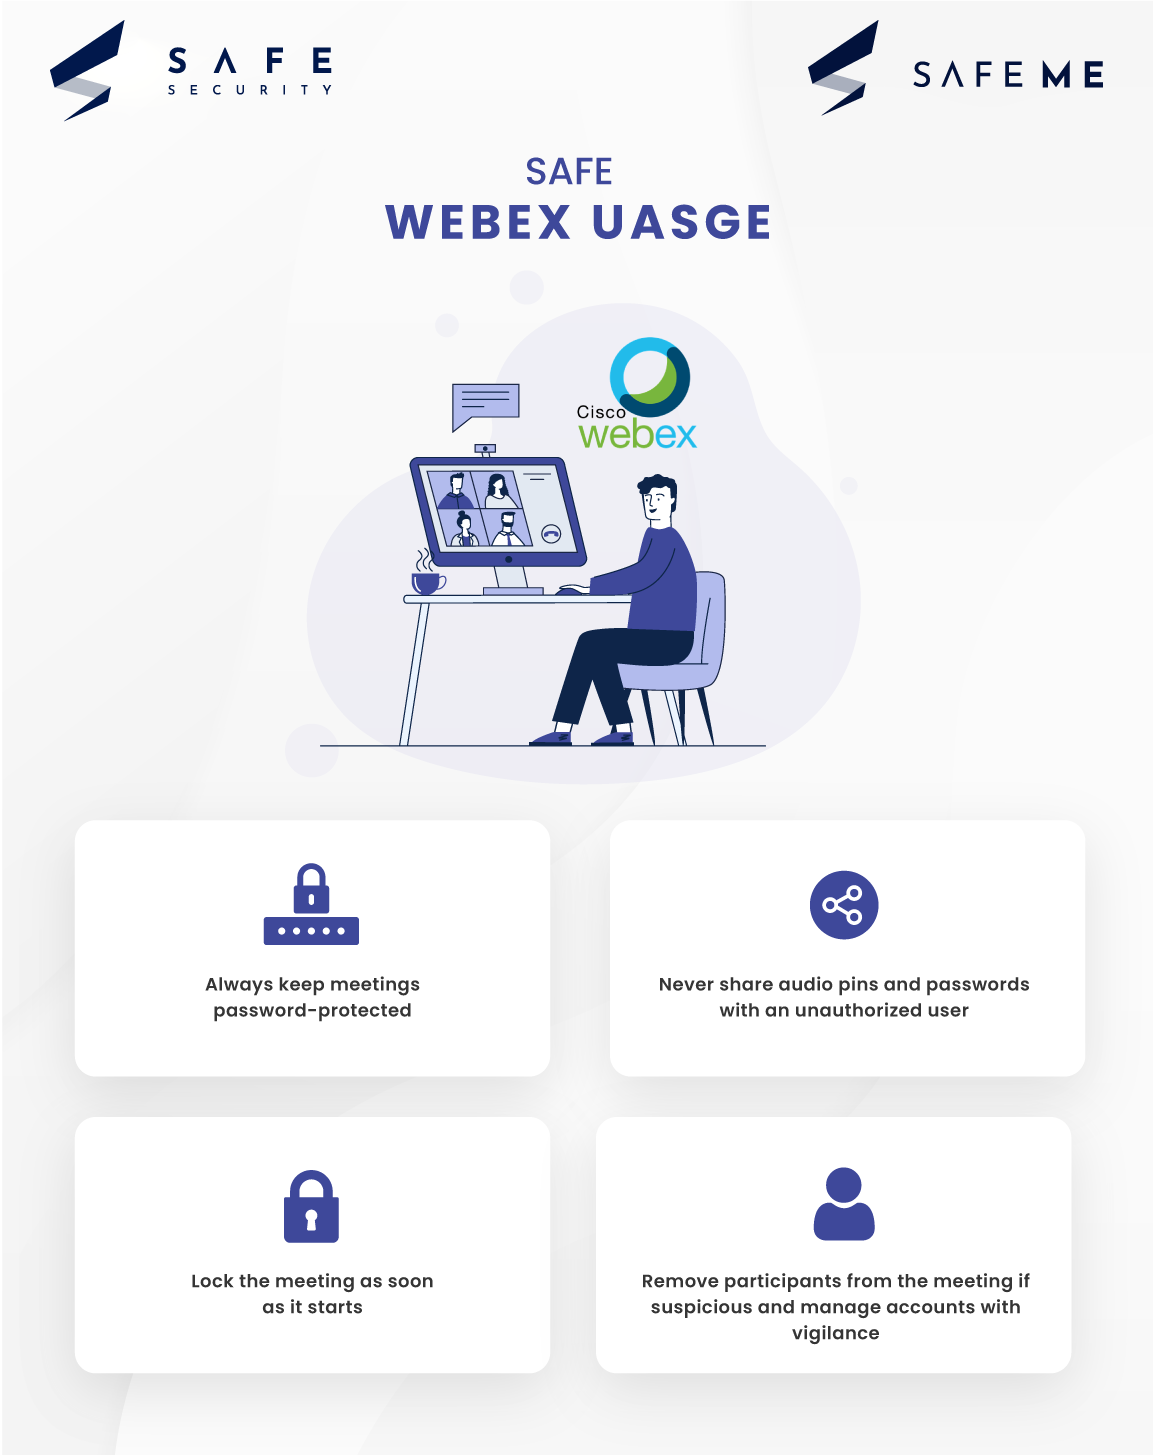 SAFE
SECURITY
SAFE ME
SAFE
WEBEX UASGE
Cisco
webex
Always keep meetings
password-protected
Never share audio pins and passwords
with an unauthorized user
Lock the meeting as soon
as it starts
Remove participants from the meeting if
suspicious and manage accounts with
vigilance